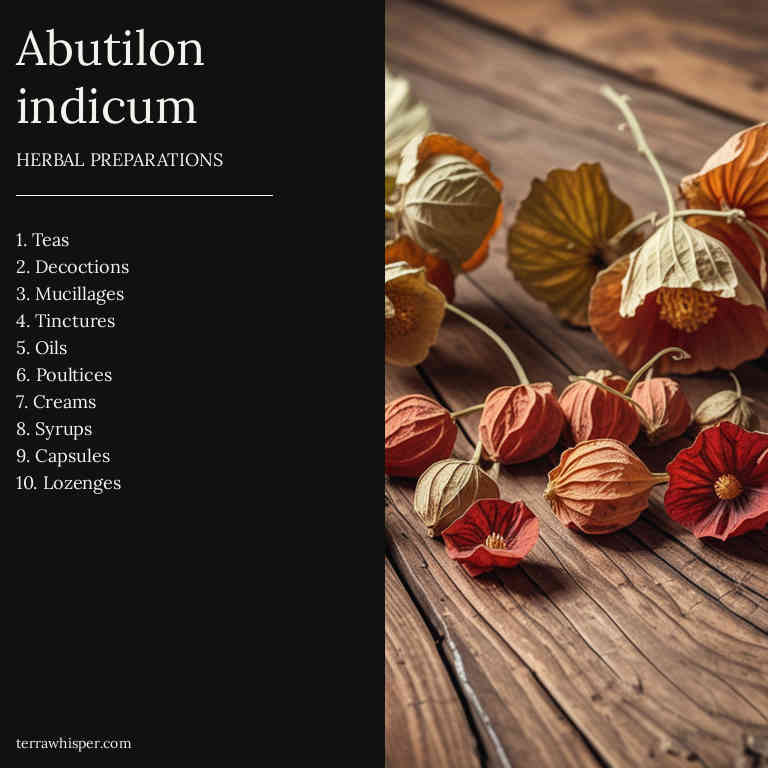 Abutilon
indicum
HERBAL PREPARATIONS
1. Teas
2. Decoctions
3. Mucillages
4. Tinctures
5. Oils
6. Poultices
7. Creams
8. Syrups
9. Capsules
10. Lozenges
terrawhisper.com